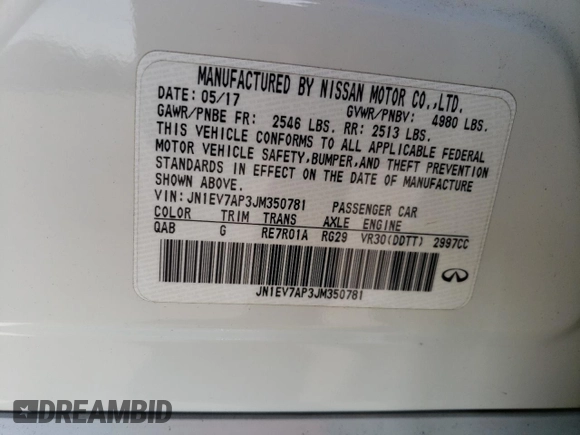 MANUFACTURED BY NISSAN MOTOR CO.,LTD.
DATE: 05/17 GVWR/PNBV: 4980 LBS.
GAWR/PNBE FR: 2546 LBS. RR: 2513 LBS.
THIS VEHICLE CONFORMS TO ALL APPLICABLE FEDERAL
MOTOR VEHICLE SAFETY,BUMPER,AND THEFT PREVENTION
STANDARDS IN EFFECT ON THE DATE OF MANUFACTURE
SHOWN ABOVE.
VIN: JN1EV7AP3JM350781 PASSENGER CAR
COLOR TRIM TRANS AXLE ENGINE
QAB G RE7R01A RG29 VR30(DDTT) 2997CC
JN1EV7AP3JM350781
DREAMBID